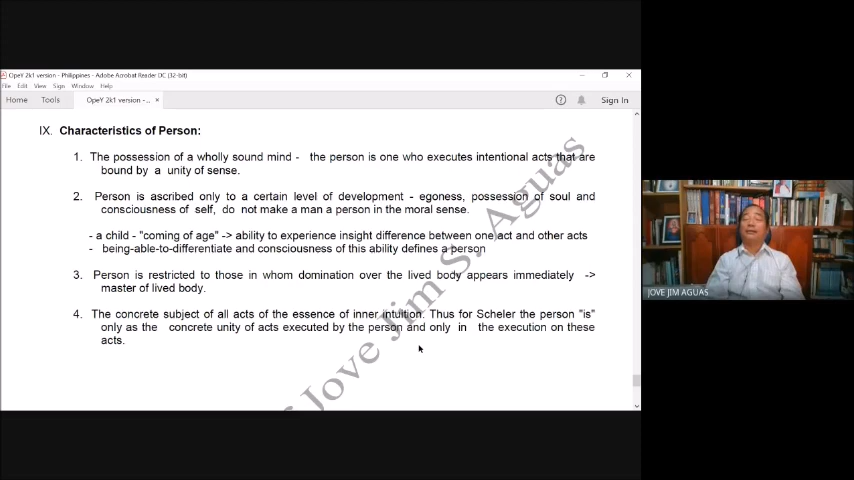 OpeY 2k1 version - Philippines - Adobe Acrobat Reader DC (32-bit)
File Edit View Sign Window Help
Home Tools OpeY 2k1 version -... × Sign In
IX. Characteristics of Person:
1. The possession of a wholly sound mind - the person is one who executes intentional acts that are
bound by a unity of sense.
2. Person is ascribed only to a certain level of development - egoness, possession of soul and
consciousness of self, do not make a man a person in the moral sense.
- a child - "coming of age" -> ability to experience insight difference between one act and other acts
- being-able-to-differentiate and consciousness of this ability defines a person
3. Person is restricted to those in whom domination over the lived body appears immediately ->
master of lived body.
4. The concrete subject of all acts of the essence of inner intuition. Thus for Scheler the person "is"
only as the concrete unity of acts executed by the person and only in the execution on these
acts.
Jove Jim S. Aguas
JOVE JIM AGUAS